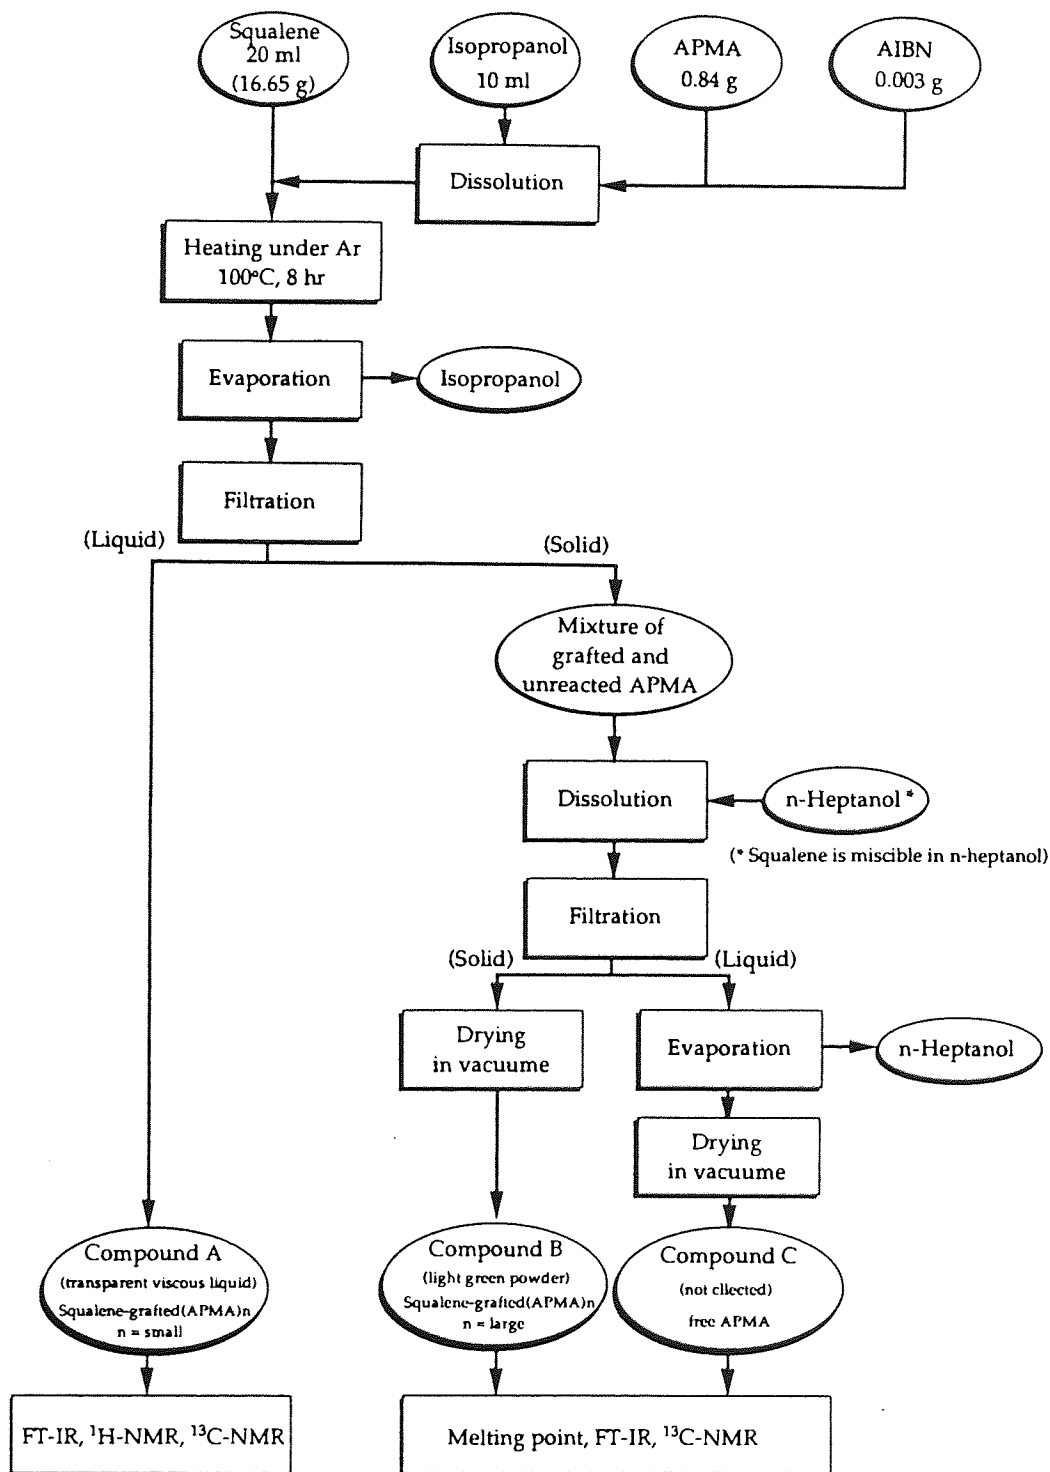 Squalene
20 ml
(16.65 g)
Isopropanol
10 ml
APMA
0.84 g
AIBN
0.003 g
Dissolution
Heating under Ar
100°C, 8 hr
Evaporation
Isopropanol
Filtration
(Liquid)
(Solid)
Mixture of
grafted and
unreacted APMA
Dissolution
n-Heptanol *
(* Squalene is miscible in n-heptanol)
Filtration
(Solid)
(Liquid)
Drying
in vacuume
Evaporation
n-Heptanol
Drying
in vacuume
Compound A
(transparent viscous liquid)
Squalene-grafted(APMA)n
n = small
Compound B
(light green powder)
Squalene-grafted(APMA)n
n = large
Compound C
(not cllected)
free APMA
FT-IR, ¹H-NMR, ¹³C-NMR
Melting point, FT-IR, ¹³C-NMR